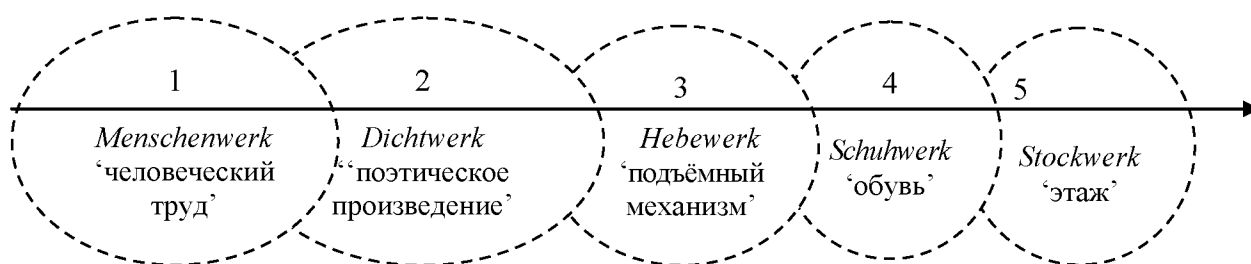 1
Menschenwerk
‘человеческий
труд’
2
Dichtwerk
‘‘поэтическое
произведение’
3
Hebewerk
‘подъёмный
механизм’
4
Schuhwerk
‘обувь’
5
Stockwerk
‘этаж’